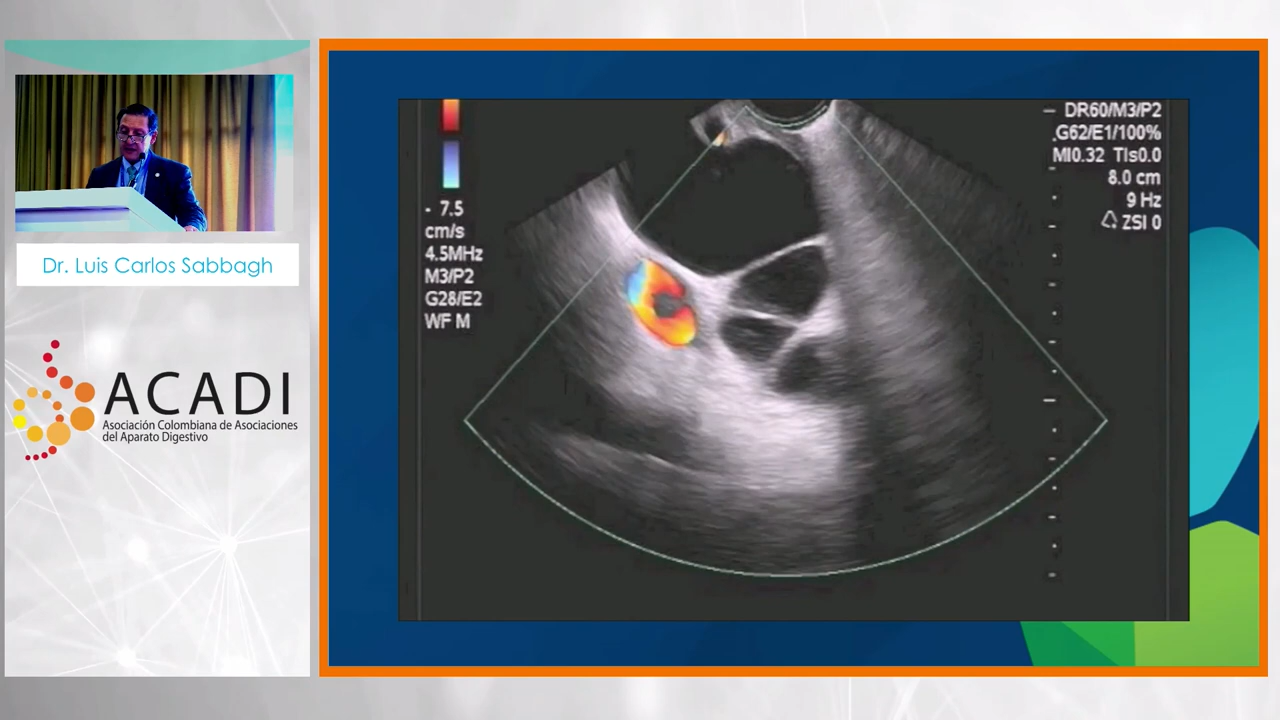 Dr. Luis Carlos Sabbagh
ACADI
Asociación Colombiana de Asociaciones
del Aparato Digestivo
- 7.5
cm/s
4.5MHz
M3/P2
G28/E2
WF M
DR60/M3/P2
G62/E1/100%
MI0.32 TIs0.0
8.0 cm
9 Hz
ZSI 0